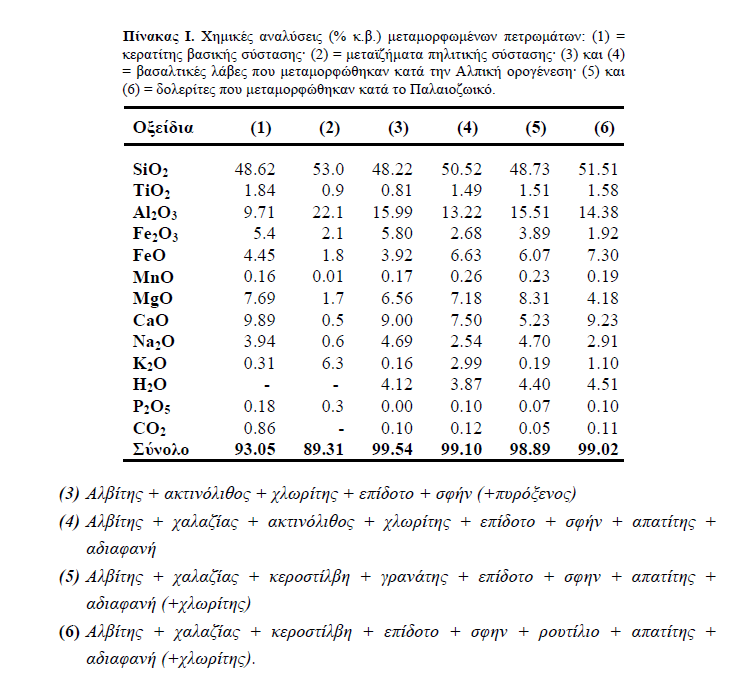 Πίνακας Ι. Χημικές αναλύσεις (% κ.β.) μεταμορφωμένων πετρωμάτων: (1) =
κερατίτης βασικής σύστασης· (2) = μεταϊζήματα πηλιτικής σύστασης· (3) και (4)
= βασαλτικές λάβες που μεταμορφώθηκαν κατά την Αλπική ορογένεση· (5) και
(6) = δολερίτες που μεταμορφώθηκαν κατά το Παλαιοζωικό.
Οξείδια (1) (2) (3) (4) (5) (6)
SiO₂ 48.62 53.0 48.22 50.52 48.73 51.51
TiO₂ 1.84 0.9 0.81 1.49 1.51 1.58
Al₂O₃ 9.71 22.1 15.99 13.22 15.51 14.38
Fe₂O₃ 5.4 2.1 5.80 2.68 3.89 1.92
FeO 4.45 1.8 3.92 6.63 6.07 7.30
MnO 0.16 0.01 0.17 0.26 0.23 0.19
MgO 7.69 1.7 6.56 7.18 8.31 4.18
CaO 9.89 0.5 9.00 7.50 5.23 9.23
Na₂O 3.94 0.6 4.69 2.54 4.70 2.91
K₂O 0.31 6.3 0.16 2.99 0.19 1.10
H₂O - - 4.12 3.87 4.40 4.51
P₂O₅ 0.18 0.3 0.00 0.10 0.07 0.10
CO₂ 0.86 - 0.10 0.12 0.05 0.11
Σύνολο 93.05 89.31 99.54 99.10 98.89 99.02
(3) Αλβίτης + ακτινόλιθος + χλωρίτης + επίδοτο + σφήν (+πυρόξενος)
(4) Αλβίτης + χαλαζίας + ακτινόλιθος + χλωρίτης + επίδοτο + σφήν + απατίτης +
αδιαφανή
(5) Αλβίτης + χαλαζίας + κεροστίλβη + γρανάτης + επίδοτο + σφην + απατίτης +
αδιαφανή (+χλωρίτης)
(6) Αλβίτης + χαλαζίας + κεροστίλβη + επίδοτο + σφην + ρουτίλιο + απατίτης +
αδιαφανή (+χλωρίτης).